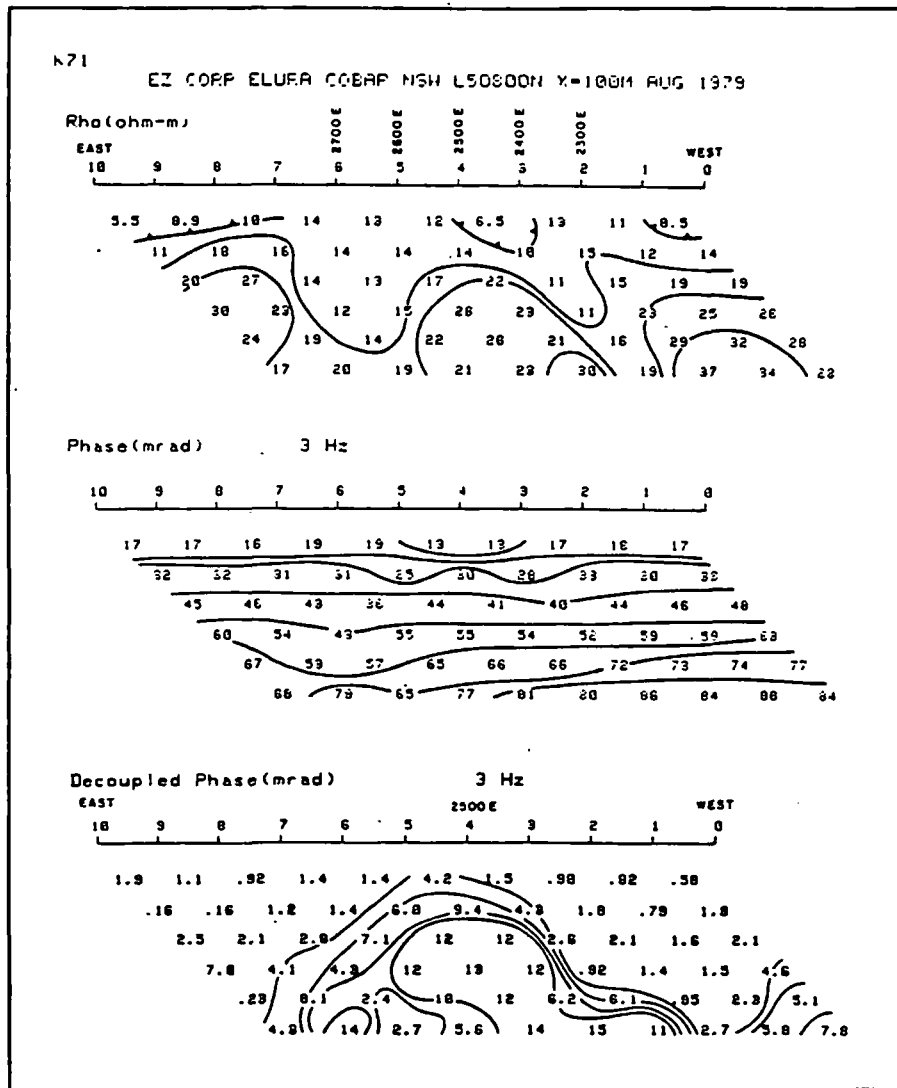 K71
EZ CORP ELURA COBAR NSW L50800N X=100M AUG 1979
Rho(ohm-m)
2700E 2600E 2500E 2400E 2300E
EAST WEST
10 9 8 7 6 5 4 3 2 1 0
5.5 8.9 10 14 13 12 6.5 13 11 8.5
11 18 16 14 14 14 10 15 12 14
20 27 14 13 17 22 11 15 19 19
30 23 12 15 26 23 11 23 25 26
24 19 14 22 26 21 16 29 32 28
17 20 19 21 23 30 19 37 34
Phase(mrad) 3 Hz
10 9 8 7 6 5 4 3 2 1 0
17 17 16 19 19 13 13 17 16 17
32 32 31 31 25 30 28 33 30
45 46 43 36 44 41 40 44 46 48
60 54 43 55 55 54 52 59 59 63
67 59 57 65 66 66 72 73 74 77
68 79 65 77 81 80 86 84 86 84
Decoupled Phase(mrad) 3 Hz
EAST 2500E WEST
10 9 8 7 6 5 4 3 2 1 0
1.9 1.1 .92 1.4 1.4 4.2 1.5 .98 .82 .58
.16 .16 1.2 1.4 6.8 9.4 4.3 1.8 .79 1.9
2.5 2.1 2.8 7.1 12 12 2.6 2.1 1.6 2.1
7.8 4.1 4.3 12 13 12 .92 1.4 1.5 4.6
.23 8.1 2.4 10 12 6.2 6.1 .85 2.3 5.1
4.3 14 2.7 5.6 14 15 11 2.7 5.8 7.8